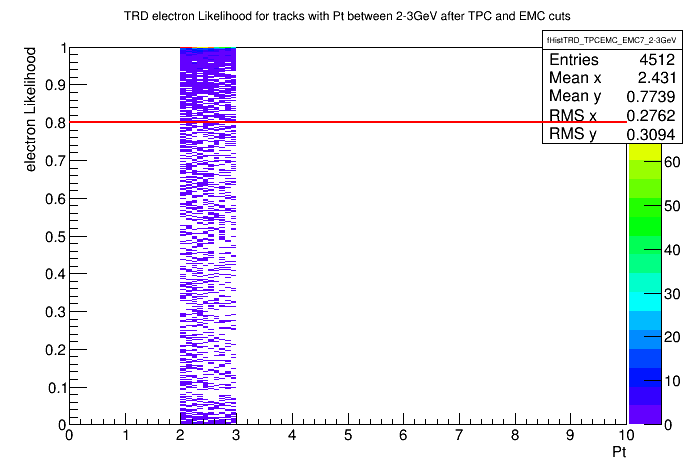 TRD electron Likelihood for tracks with Pt between 2-3GeV after TPC and EMC cuts
fHistTRD_TPCEMC_EMC7_2-3GeV
Entries 4512
Mean x 2.431
Mean y 0.7739
RMS x 0.2762
RMS y 0.3094
electron Likelihood
1
0.9
0.8
0.7
0.6
0.5
0.4
0.3
0.2
0.1
0
0 1 2 3 4 5 6 7 8 9 10
Pt
60
50
40
30
20
10
0